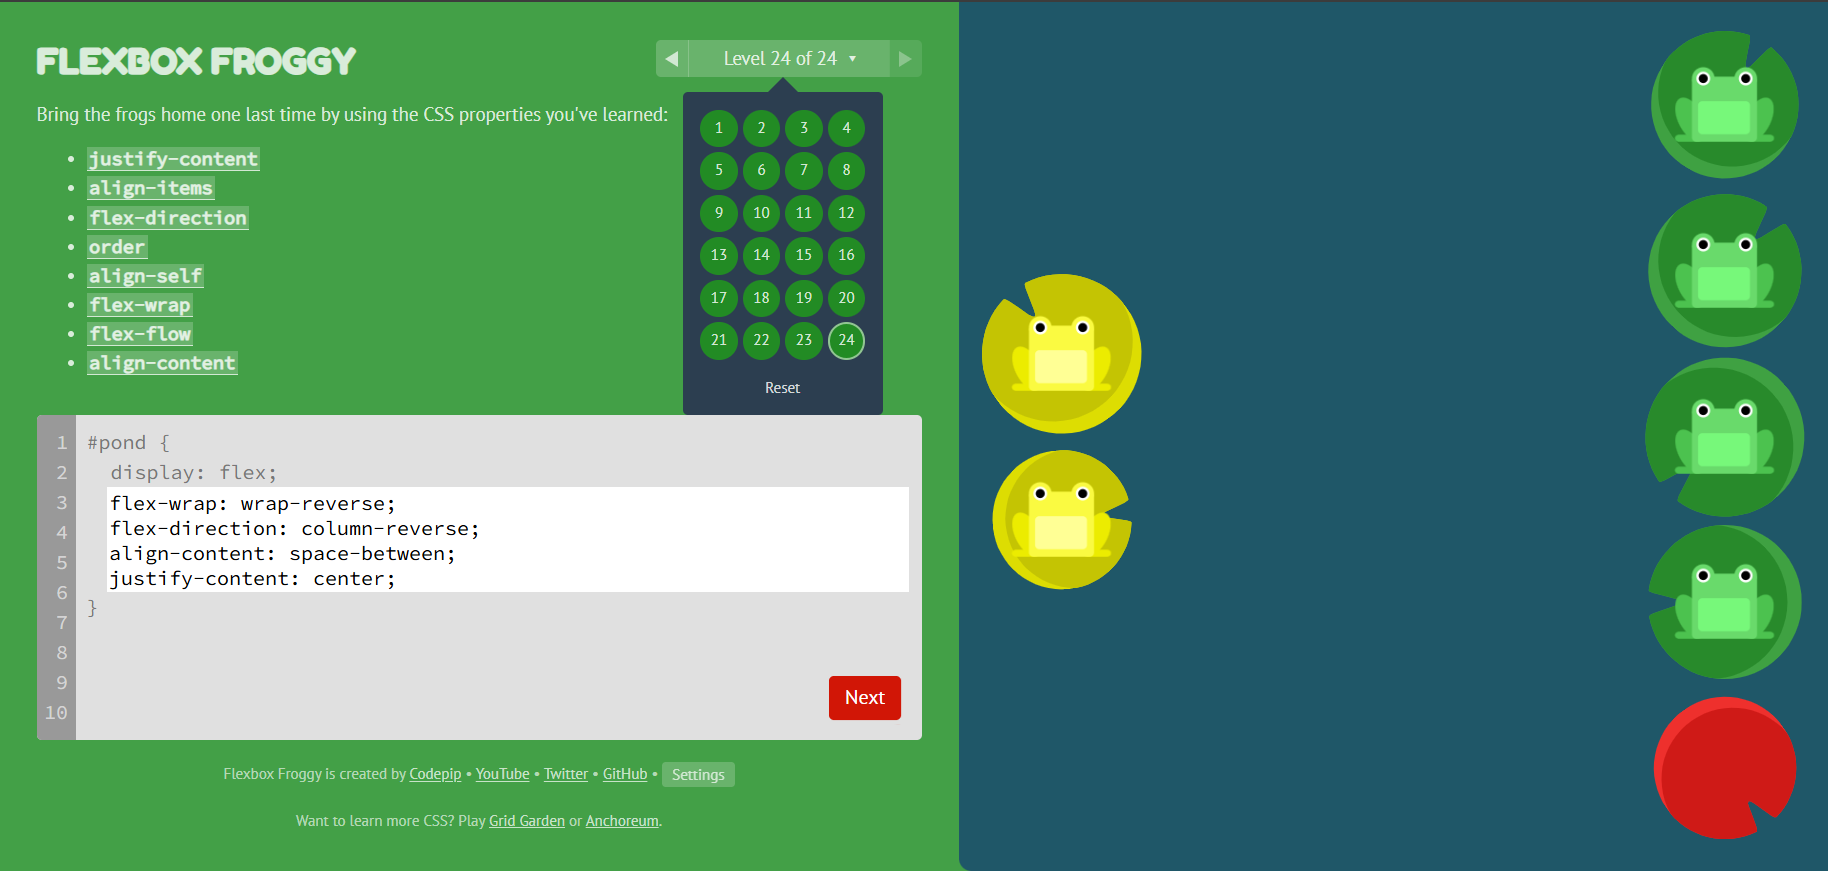 FLEXBOX FROGGY
◀ Level 24 of 24 ▼ ▶
Bring the frogs home one last time by using the CSS properties you've learned:
• justify-content
• align-items
• flex-direction
• order
• align-self
• flex-wrap
• flex-flow
• align-content
1 2 3 4
5 6 7 8
9 10 11 12
13 14 15 16
17 18 19 20
21 22 23 24
Reset
1 #pond {
2 display: flex;
3 flex-wrap: wrap-reverse;
4 flex-direction: column-reverse;
5 align-content: space-between;
6 justify-content: center;
7 }
8
9
10
Next
Flexbox Froggy is created by Codepip • YouTube • Twitter • GitHub • Settings
Want to learn more CSS? Play Grid Garden or Anchoreum.